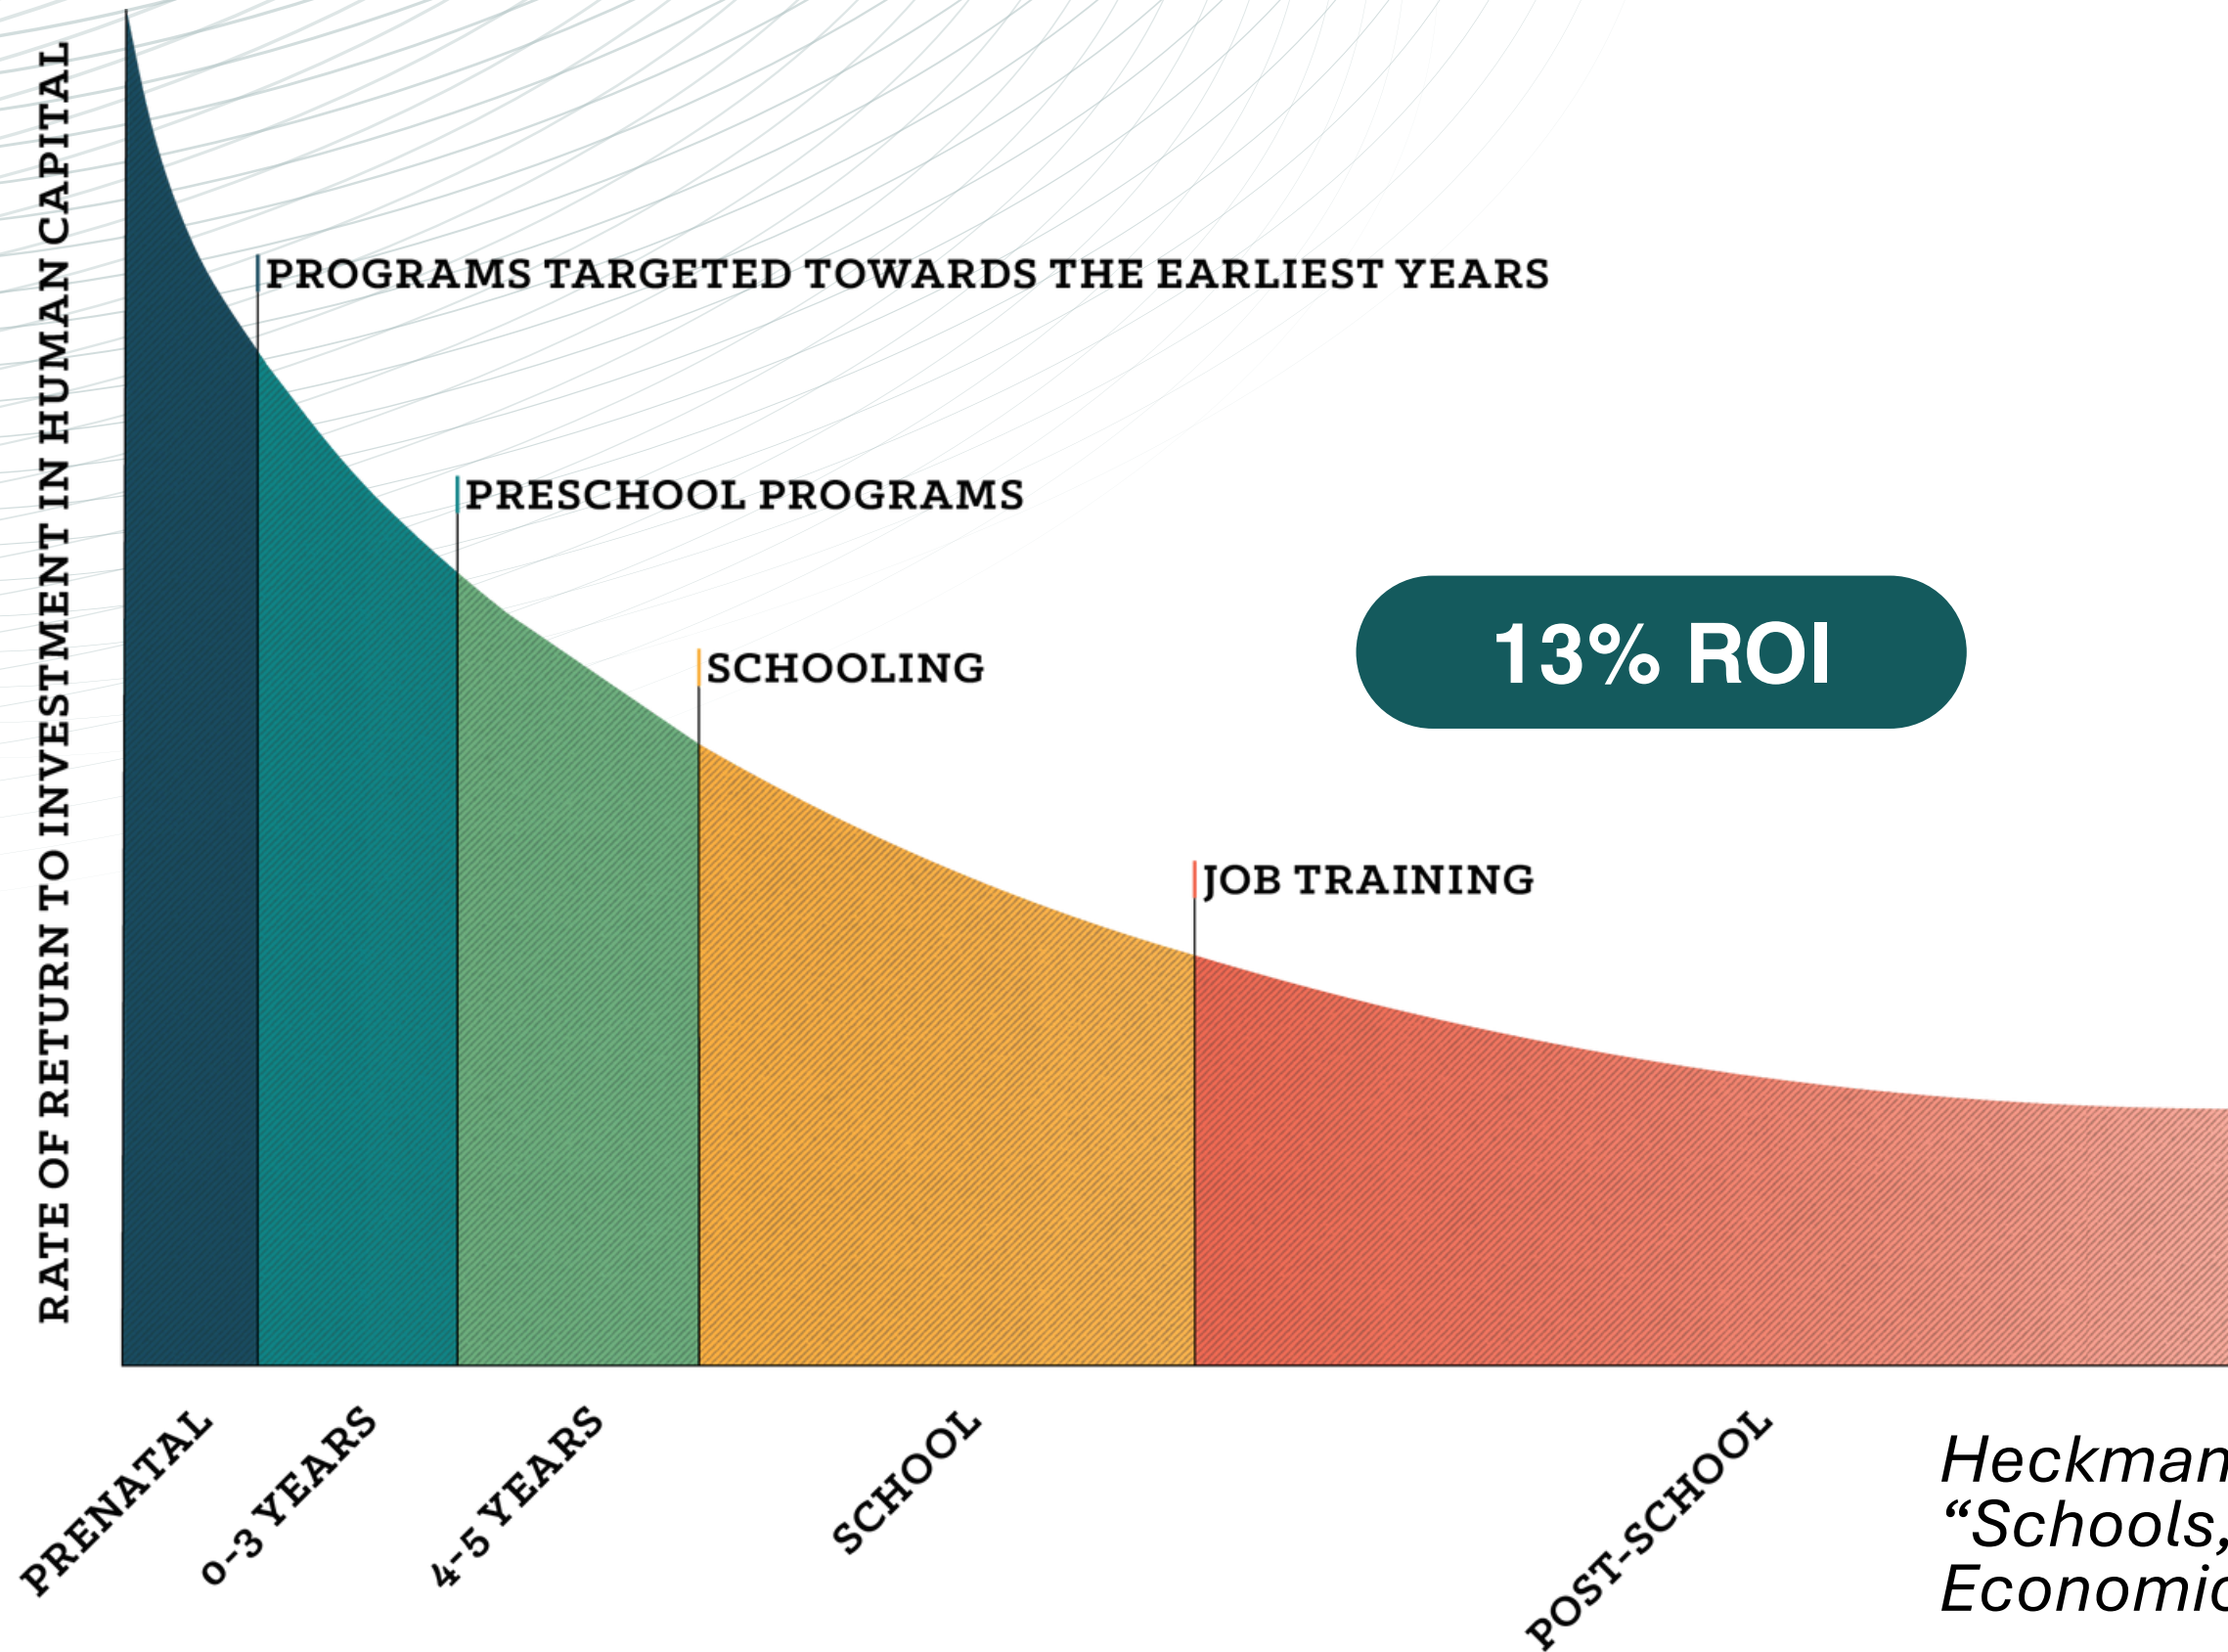 RATE OF RETURN TO INVESTMENT IN HUMAN CAPITAL
PROGRAMS TARGETED TOWARDS THE EARLIEST YEARS
PRESCHOOL PROGRAMS
SCHOOLING
13% ROI
JOB TRAINING
PRENATAL
0-3 YEARS
4-5 YEARS
SCHOOL
POST-SCHOOL
Heckman
“Schools,